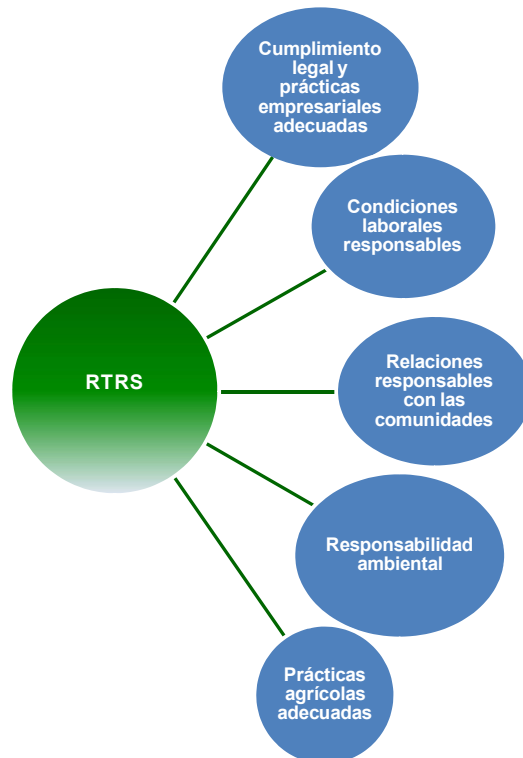 Cumplimiento
legal y
prácticas
empresariales
adecuadas
Condiciones
laborales
responsables
RTRS
Relaciones
responsables
con las
comunidades
Responsabilidad
ambiental
Prácticas
agrícolas
adecuadas